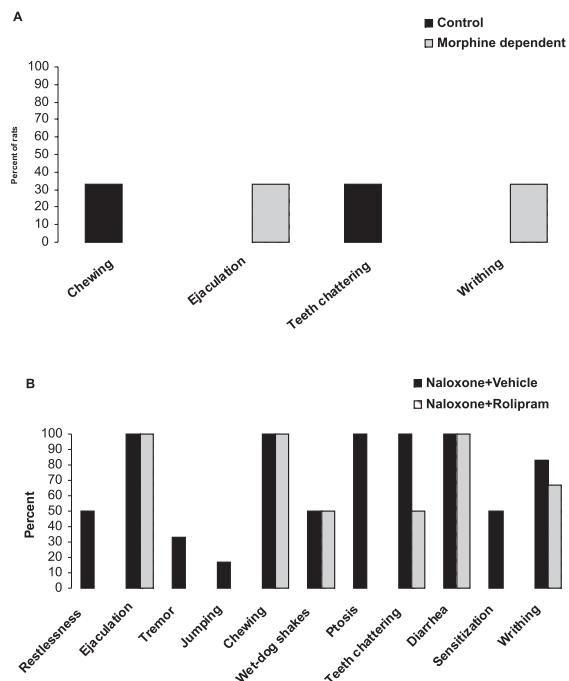 A
Control
Morphine dependent
100
90
80
70
60
50
40
30
20
10
0
Percent of rats
Chewing
Ejaculation
Teeth chattering
Writhing
B
Naloxone+Vehicle
Naloxone+Rolipram
100
90
80
70
60
50
40
30
20
10
0
Percent
Restlessness
Ejaculation
Tremor
Jumping
Chewing
Wet-dog shakes
Ptosis
Teeth chattering
Diarrhea
Sensitization
Writhing